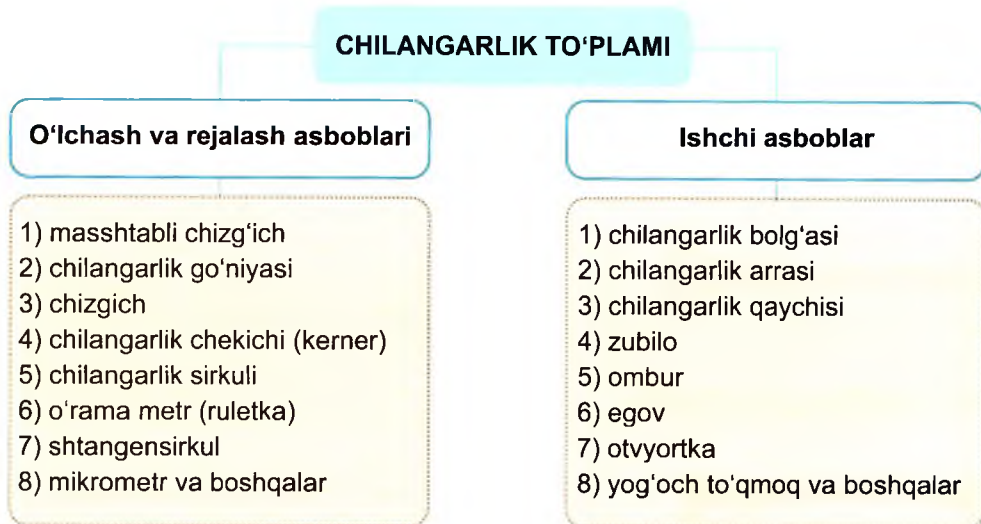 CHILANGARLIK TO‘PLAMI
O‘lchash va rejalash asboblari
1) masshtabli chizg‘ich
2) chilangarlik go‘niyasi
3) chizgich
4) chilangarlik chekichi (kerner)
5) chilangarlik sirkuli
6) o‘rama metr (ruletka)
7) shtangensirkul
8) mikrometr va boshqalar
Ishchi asboblar
1) chilangarlik bolg‘asi
2) chilangarlik arrasi
3) chilangarlik qaychisi
4) zubilo
5) ombur
6) egov
7) otvyortka
8) yog‘och to‘qmoq va boshqalar